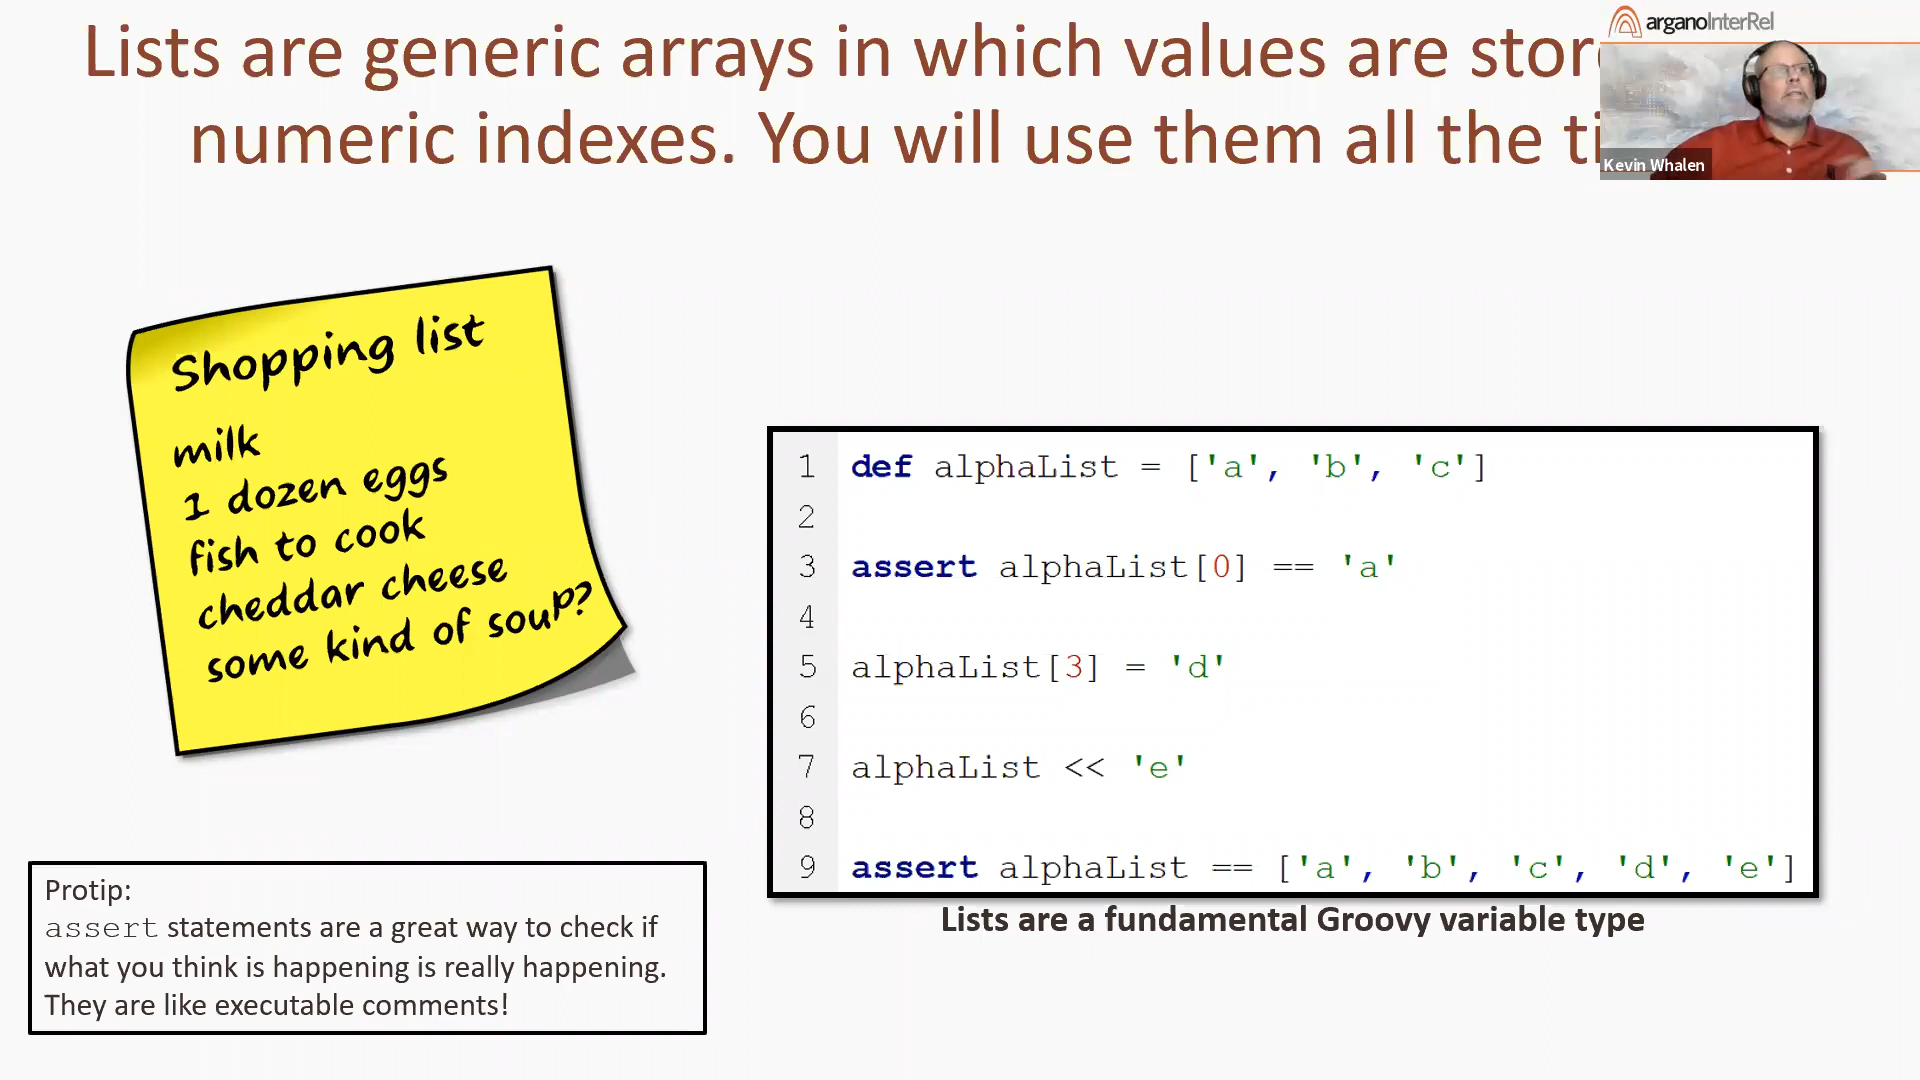 Lists are generic arrays in which values are
numeric indexes. You will use them all the
arganoInterRel
Kevin Whalen
Shopping list
milk
1 dozen eggs
fish to cook
cheddar cheese
some kind of soup?
1 def alphaList = ['a', 'b', 'c']
2
3 assert alphaList[0] == 'a'
4
5 alphaList[3] = 'd'
6
7 alphaList << 'e'
8
9 assert alphaList == ['a', 'b', 'c', 'd', 'e']
Lists are a fundamental Groovy variable type
Protip:
assert statements are a great way to check if
what you think is happening is really happening.
They are like executable comments!